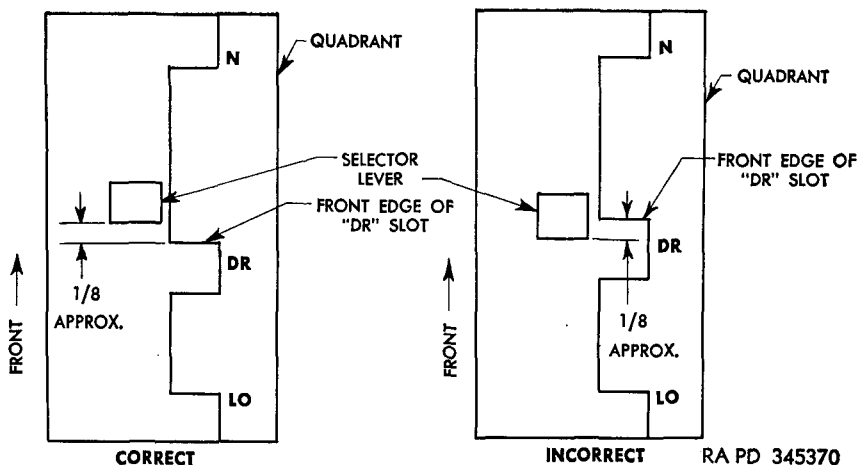 N
QUADRANT
SELECTOR
LEVER
FRONT EDGE OF
"DR" SLOT
DR
1/8
APPROX.
FRONT
LO
CORRECT
N
QUADRANT
FRONT EDGE OF
"DR" SLOT
DR
1/8
APPROX.
FRONT
LO
INCORRECT
RA PD 345370